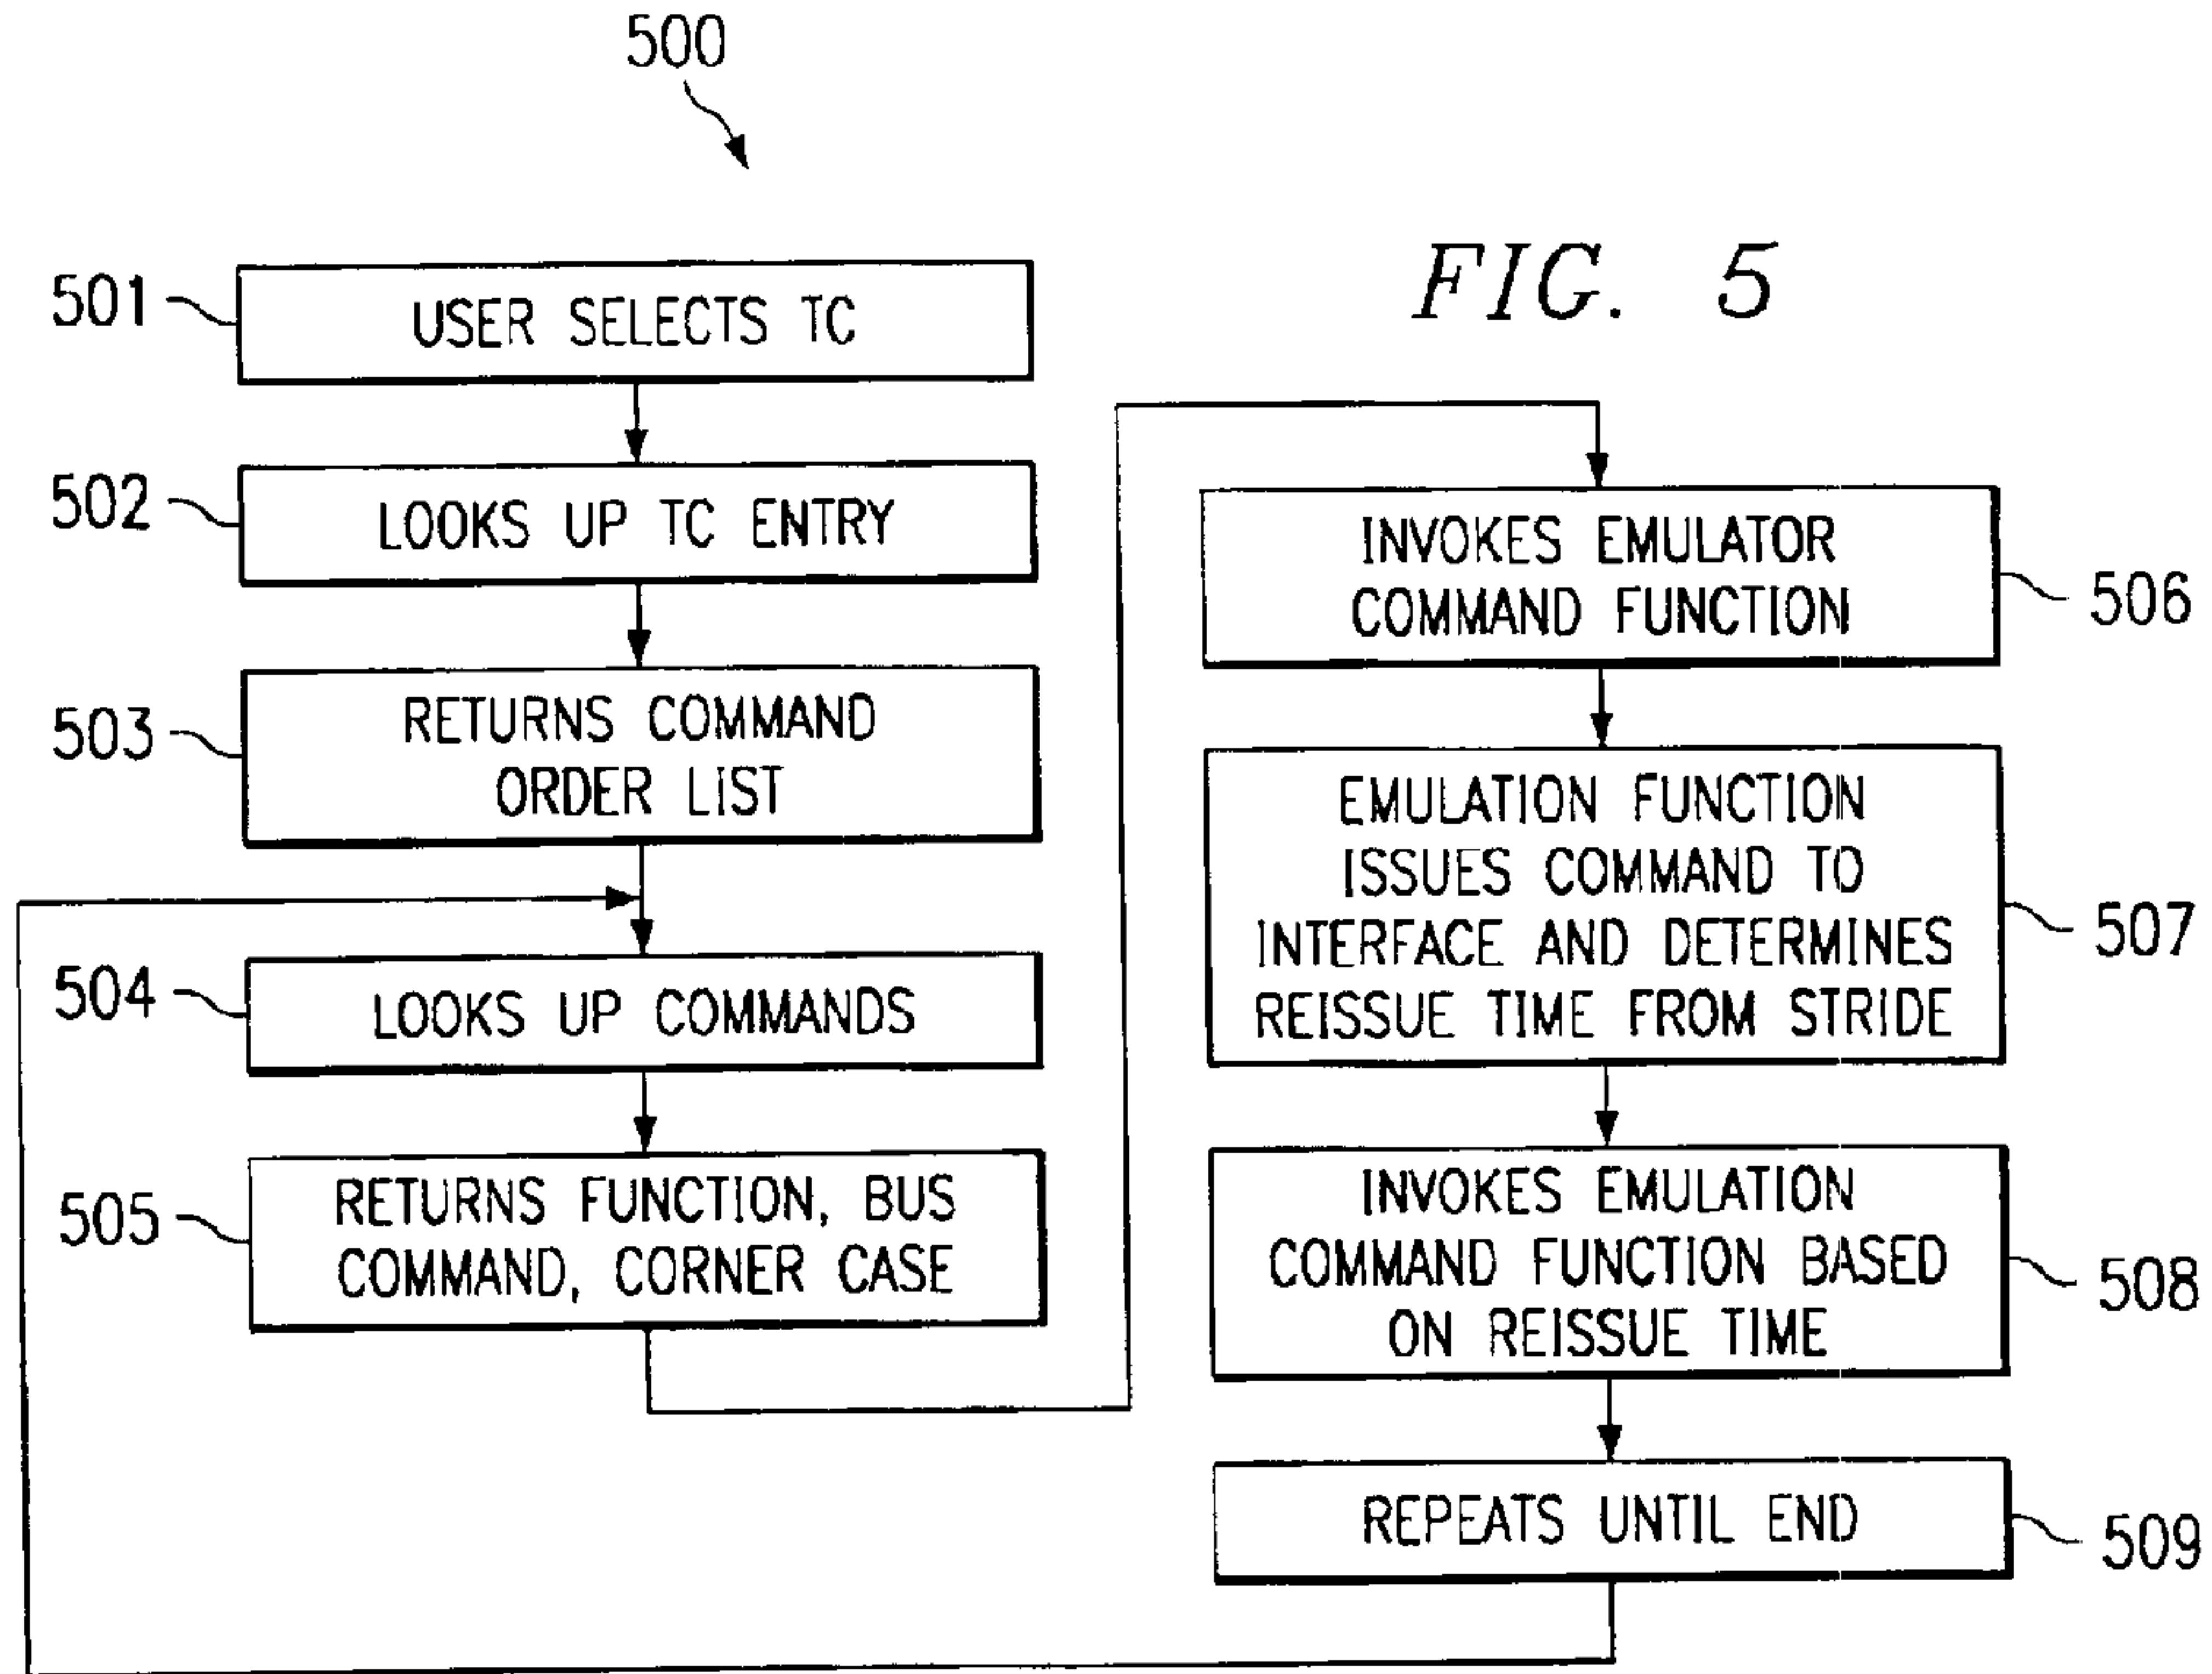 500
FIG. 5
501
USER SELECTS TC
502
LOOKS UP TC ENTRY
503
RETURNS COMMAND
ORDER LIST
504
LOOKS UP COMMANDS
505
RETURNS FUNCTION, BUS
COMMAND, CORNER CASE
INVOKES EMULATOR
COMMAND FUNCTION
506
EMULATION FUNCTION
ISSUES COMMAND TO
INTERFACE AND DETERMINES
REISSUE TIME FROM STRIDE
507
INVOKES EMULATION
COMMAND FUNCTION BASED
ON REISSUE TIME
508
REPEATS UNTIL END
509